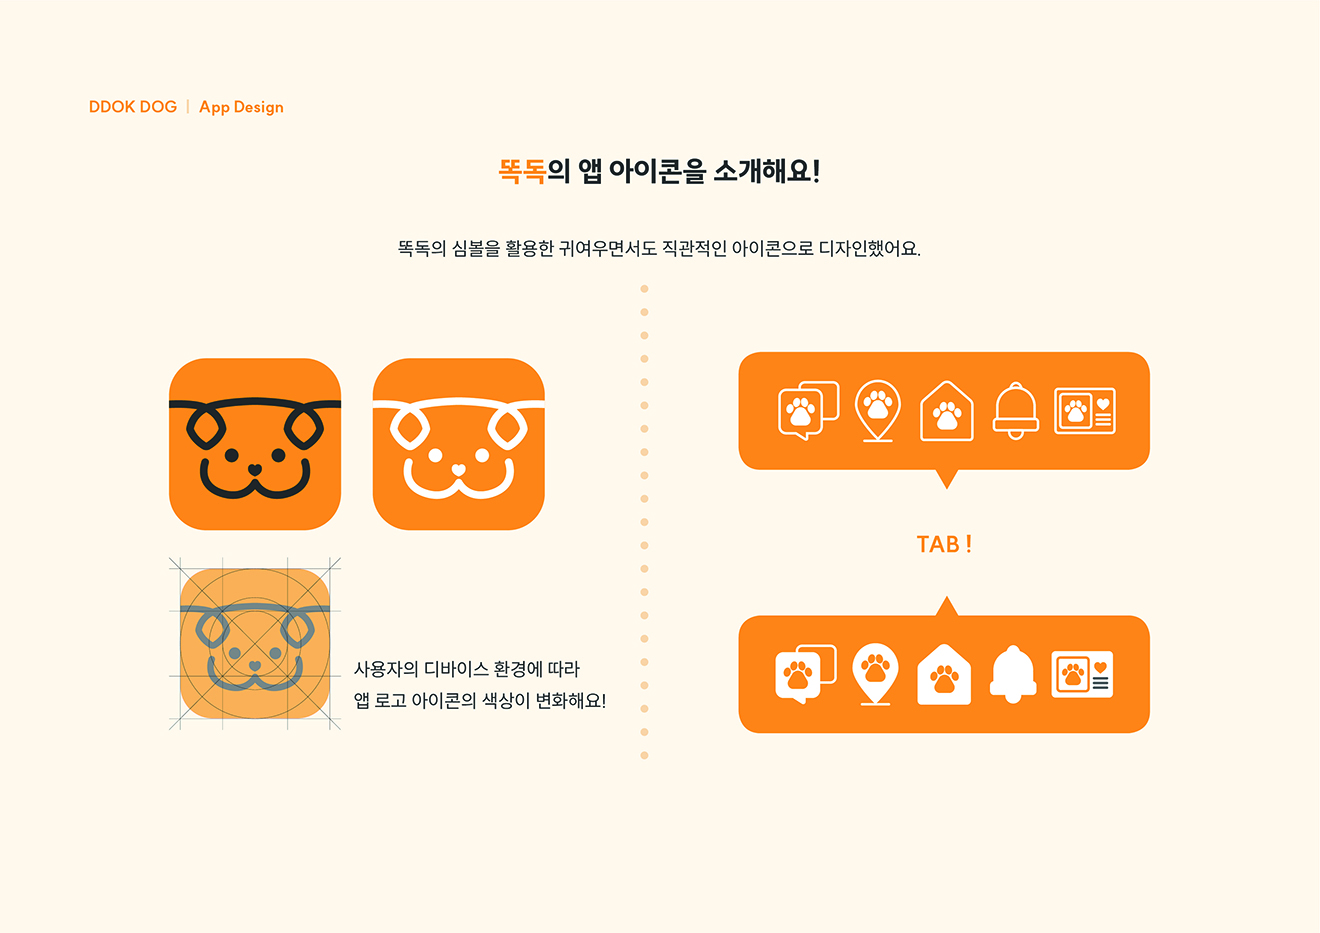 DDOK DOG | App Design
똑독의 앱 아이콘을 소개해요!
똑독의 심볼을 활용한 귀여우면서도 직관적인 아이콘으로 디자인했어요.
사용자의 디바이스 환경에 따라
앱 로고 아이콘의 색상이 변화해요!
TAB !